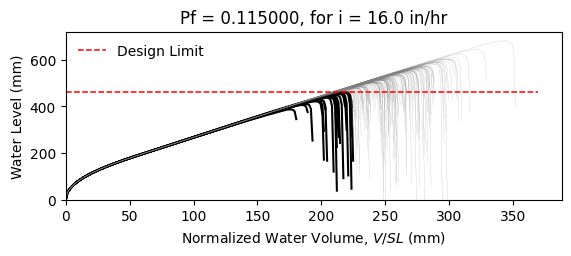 Pf = 0.115000, for i = 16.0 in/hr
Design Limit
Water Level (mm)
600
400
200
0
0 50 100 150 200 250 300 350
Normalized Water Volume, V/SL (mm)